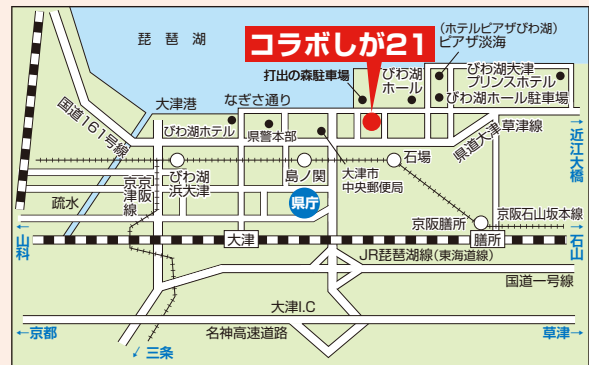 琵琶湖
コラボしが21
(ホテルピアザびわ湖)
ピアザ淡海
打出の森駐車場
びわ湖
ホール
びわ湖大津
プリンスホテル
びわ湖ホール駐車場
大津港
なぎさ通り
国道161号線
びわ湖ホテル
県警本部
県道大津
草津線
→近江大橋
びわ湖
浜大津
島ノ関
大津市
中央郵便局
石場
京阪
京津線
疏水
県庁
京阪膳所
京阪石山坂本線
←山科
大津
膳所
→石山
JR琵琶湖線(東海道線)
国道一号線
大津I.C
←京都
名神高速道路
草津→
↙三条